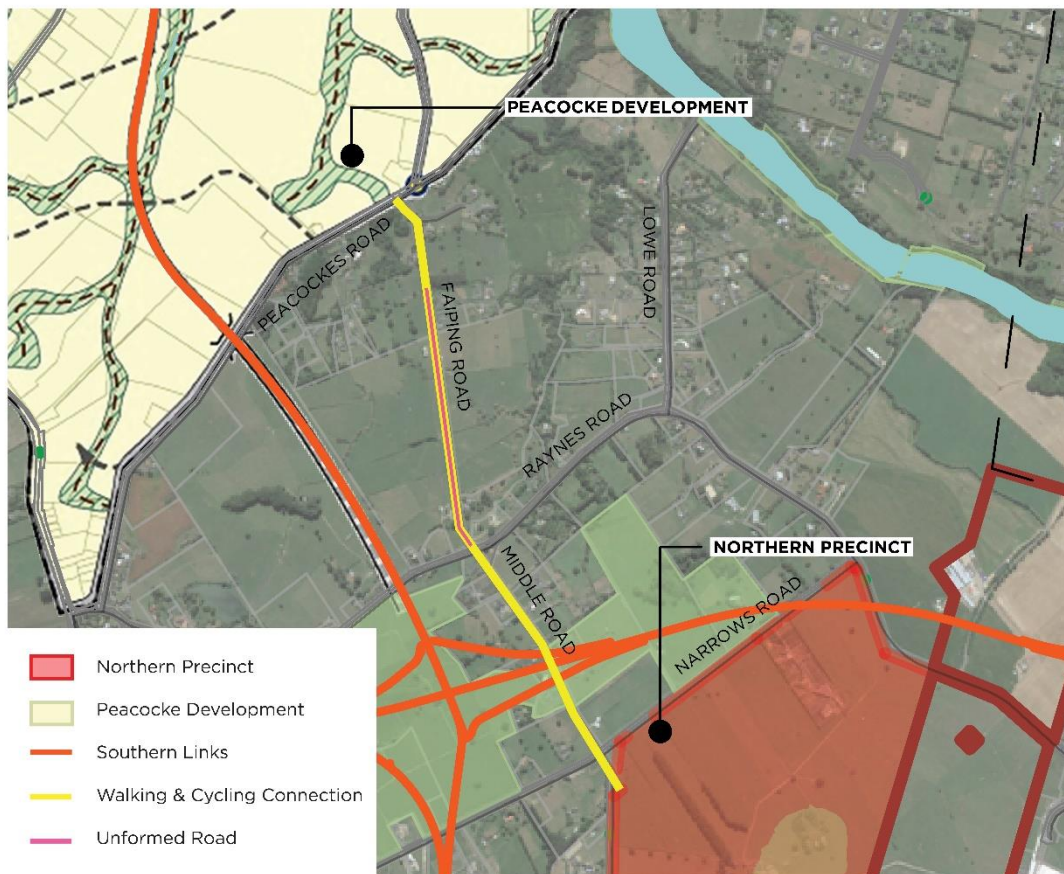 PEACOCKE DEVELOPMENT
LOWE ROAD
PEACOCKES ROAD
FAIPING ROAD
RAYNES ROAD
MIDDLE ROAD
NORTHERN PRECINCT
NARROWS ROAD
Northern Precinct
Peacocke Development
Southern Links
Walking & Cycling Connection
Unformed Road